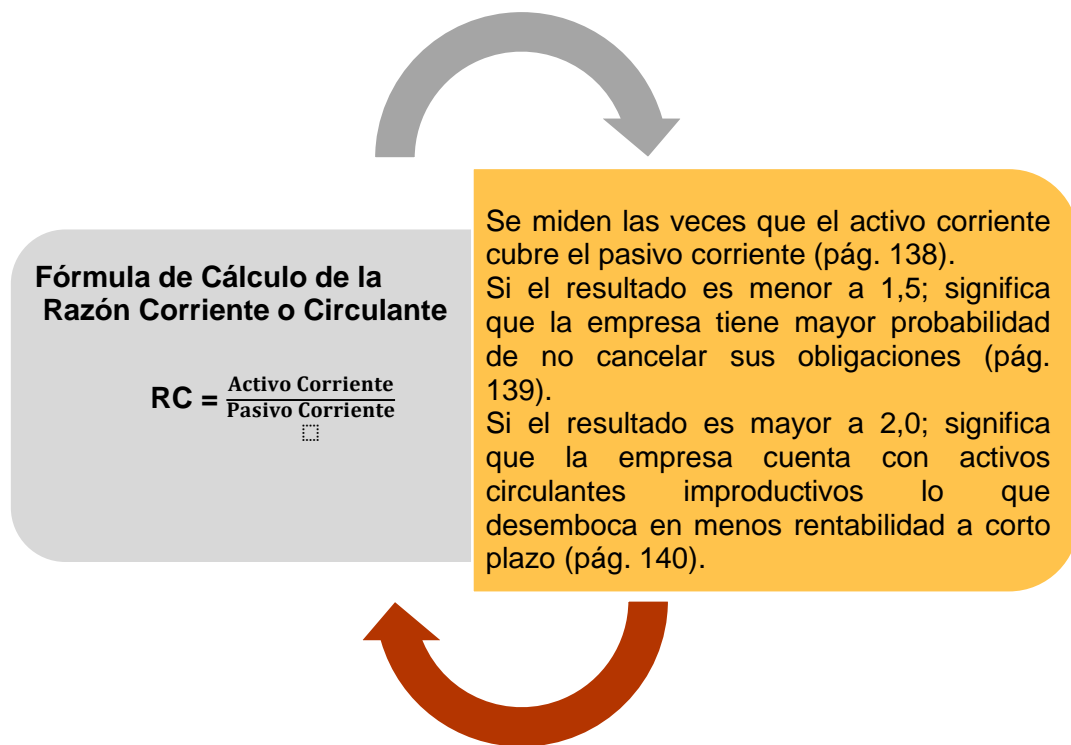 Fórmula de Cálculo de la
Razón Corriente o Circulante
RC = Activo Corriente
Pasivo Corriente
Se miden las veces que el activo corriente
cubre el pasivo corriente (pág. 138).
Si el resultado es menor a 1,5; significa
que la empresa tiene mayor probabilidad
de no cancelar sus obligaciones (pág.
139).
Si el resultado es mayor a 2,0; significa
que la empresa cuenta con activos
circulantes improductivos lo que
desemboca en menos rentabilidad a corto
plazo (pág. 140).